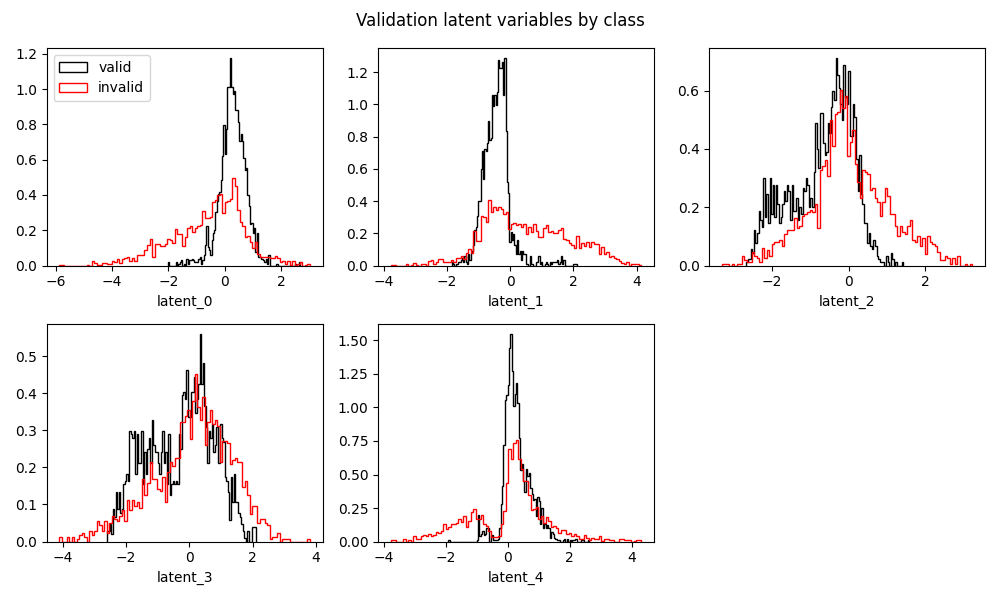 Validation latent variables by class
valid
invalid
1.2
1.0
0.8
0.6
0.4
0.2
0.0
−6 −4 −2 0 2
latent_0
1.2
1.0
0.8
0.6
0.4
0.2
0.0
−4 −2 0 2 4
latent_1
0.6
0.4
0.2
0.0
−2 0 2
latent_2
0.5
0.4
0.3
0.2
0.1
0.0
−4 −2 0 2 4
latent_3
1.50
1.25
1.00
0.75
0.50
0.25
0.00
−4 −2 0 2 4
latent_4